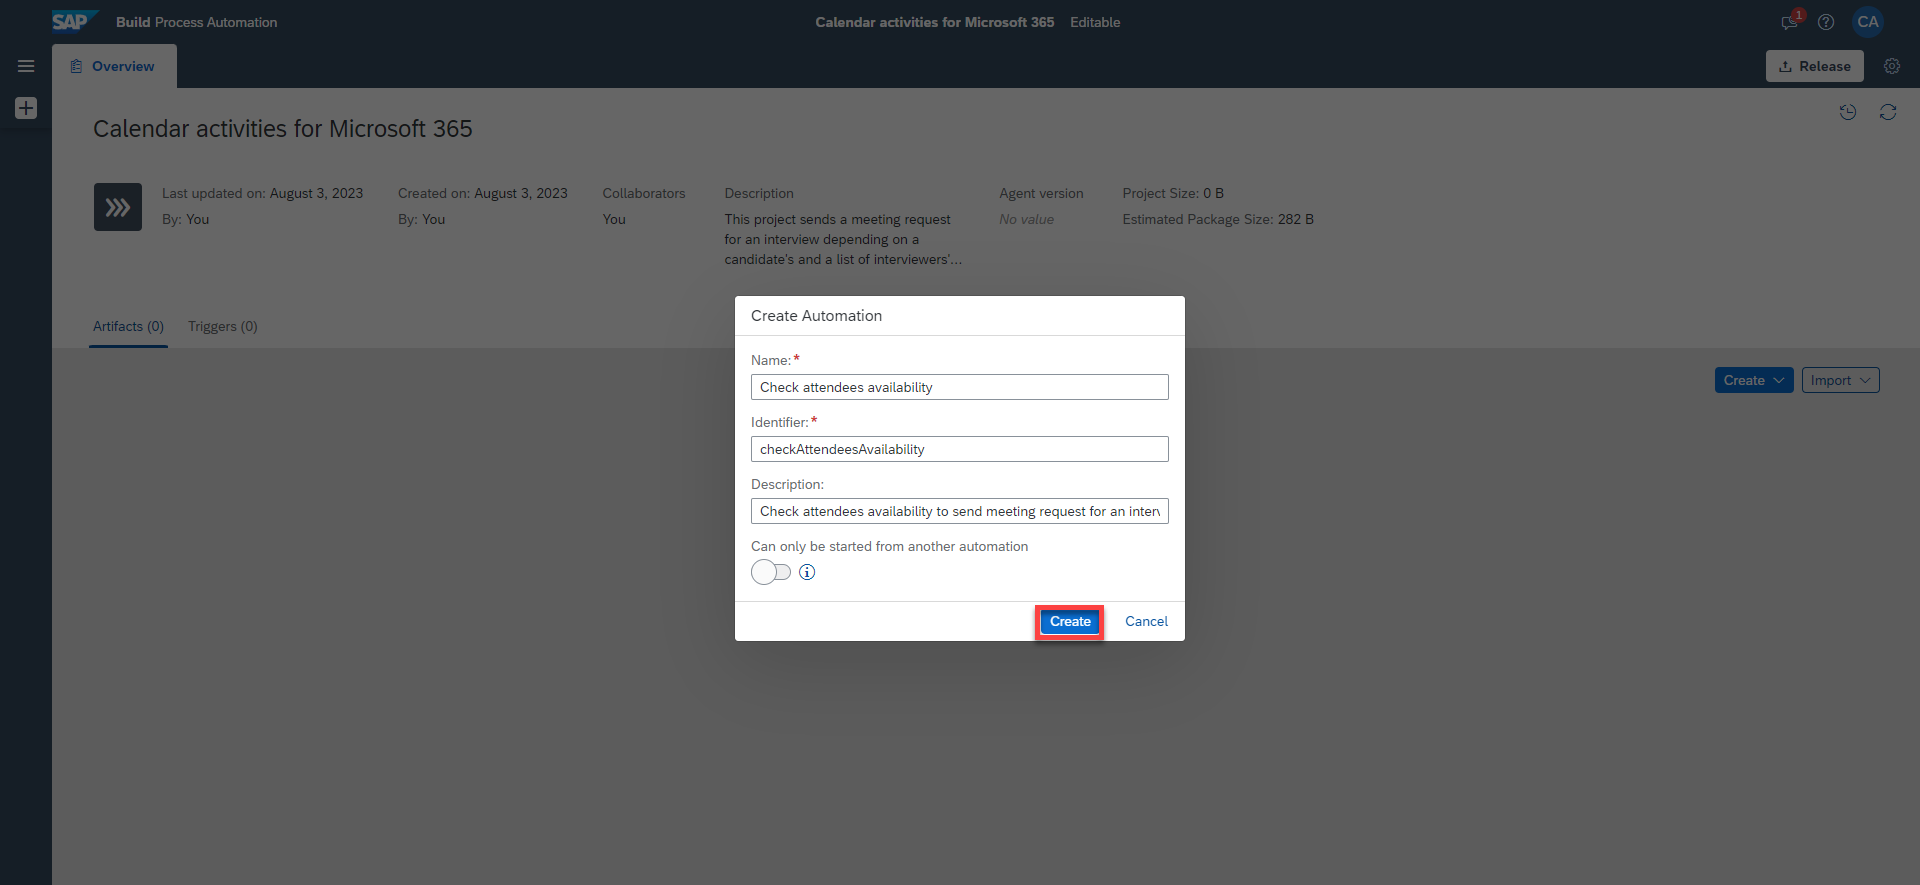 SAP Build Process Automation
Calendar activities for Microsoft 365 Editable
1
CA
Overview
Release
Calendar activities for Microsoft 365
Last updated on: August 3, 2023
By: You
Created on: August 3, 2023
By: You
Collaborators
You
Description
This project sends a meeting request
for an interview depending on a
candidate's and a list of interviewers'...
Agent version
No value
Project Size: 0 B
Estimated Package Size: 282 B
Artifacts (0) Triggers (0)
Create Import
Create Automation
Name:*
Check attendees availability
Identifier:*
checkAttendeesAvailability
Description:
Check attendees availability to send meeting request for an interv
Can only be started from another automation
Create Cancel